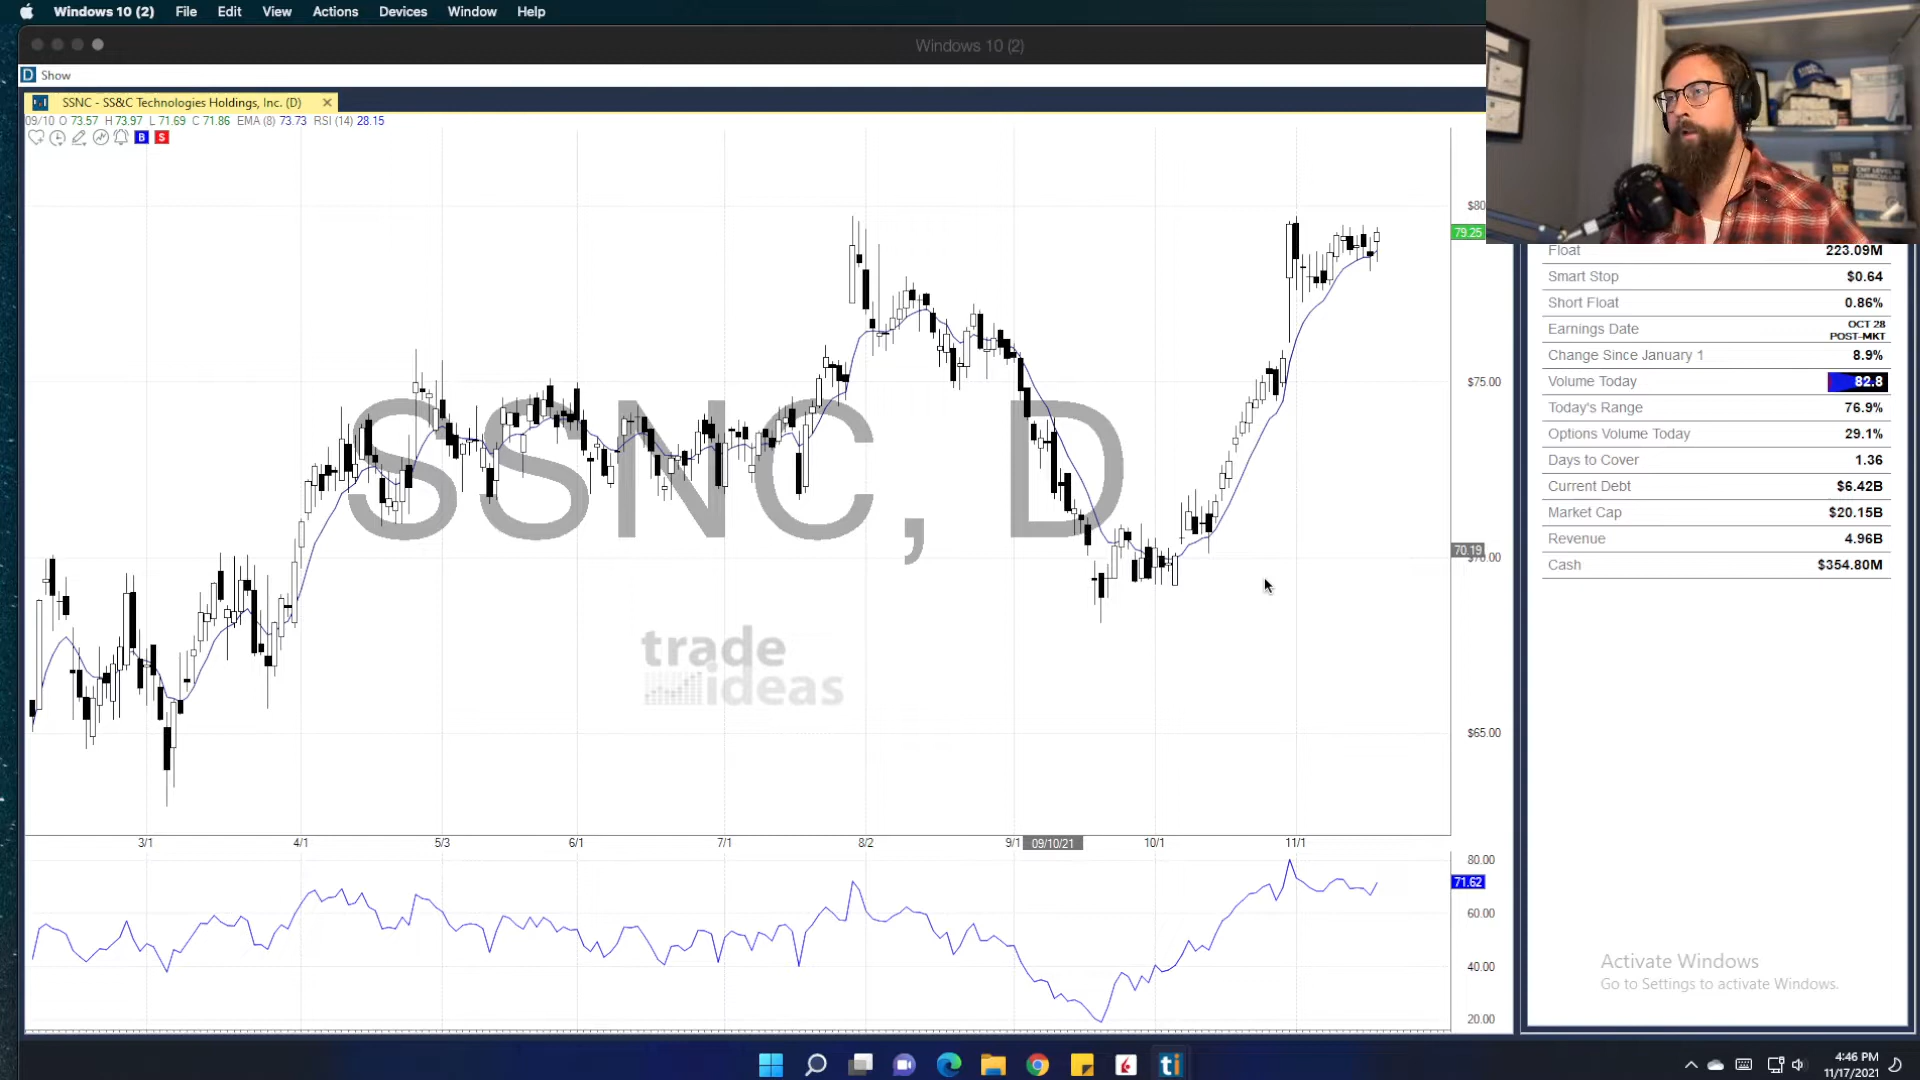 Windows 10 (2) File Edit View Actions Devices Window Help
Windows 10 (2)
D Show
SSNC - SS&C Technologies Holdings, Inc. (D) ×
09/10 O 73.57 H 73.97 L 71.69 C 71.86 EMA (8) 73.73 RSI (14) 28.15
B S
$80
79.25
$75.00
70.19
$70.00
$65.00
SSNC, D
trade
ideas
3/1 4/1 5/3 6/1 7/1 8/2 9/1 09/10/21 10/1 11/1
80.00
71.62
60.00
40.00
20.00
Float 223.09M
Smart Stop $0.64
Short Float 0.86%
Earnings Date OCT 28
POST-MKT
Change Since January 1 8.9%
Volume Today 82.8
Today's Range 76.9%
Options Volume Today 29.1%
Days to Cover 1.36
Current Debt $6.42B
Market Cap $20.15B
Revenue 4.96B
Cash $354.80M
Activate Windows
Go to Settings to activate Windows.
ti
4:46 PM
11/17/2021